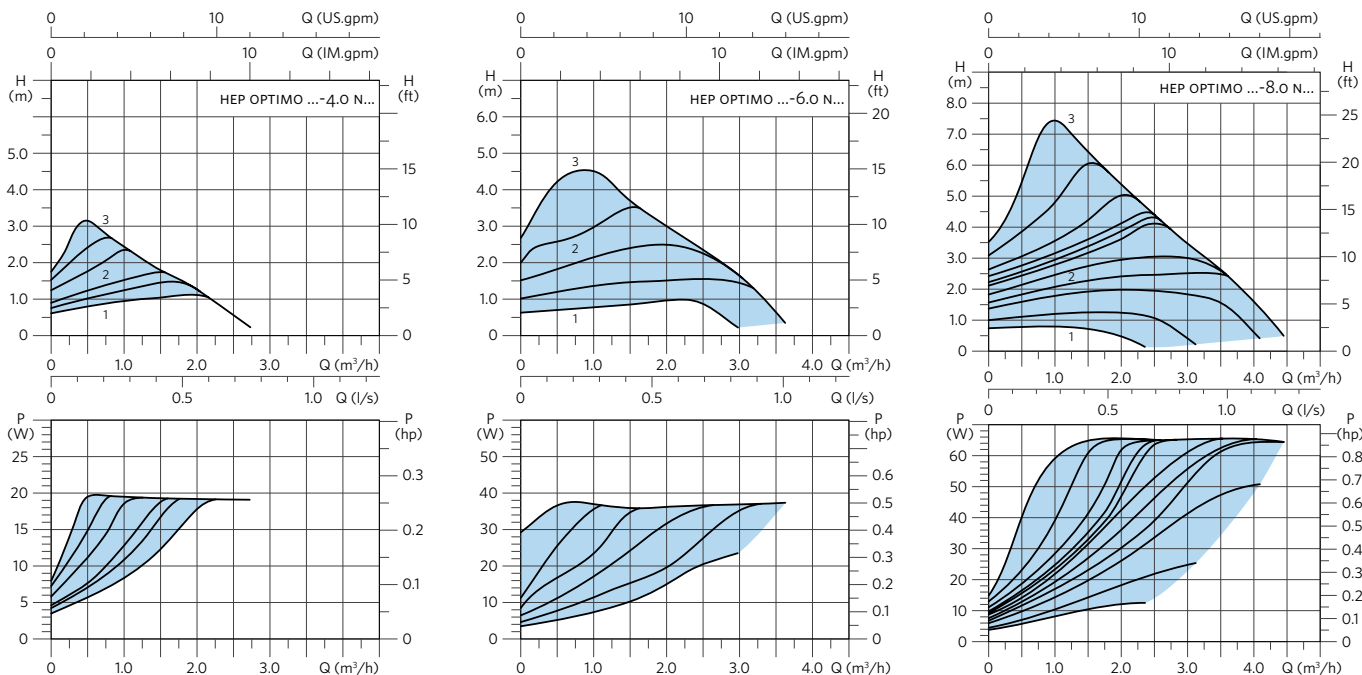 0 10 Q (US.gpm)
0 10 Q (IM.gpm)
H (m) H (ft)
HEP OPTIMO ...-4.0 N...
5.0 15
4.0
3.0 3 10
2.0 2 5
1.0 1
0 0
0 1.0 2.0 Q (m³/h)
0 0.5 1.0 Q (l/s)
P (W) P (hp)
25 0.3
20
15 0.2
10 0.1
5
0 0
0 1.0 2.0 3.0 Q (m³/h)
0 10 Q (US.gpm)
0 10 Q (IM.gpm)
H (m) H (ft)
HEP OPTIMO ...-6.0 N...
20
6.0
5.0 3 15
4.0
3.0 10
2.0 2 5
1.0 1
0 0
0 1.0 2.0 3.0 Q (m³/h)
0 0.5 1.0 Q (l/s)
P (W) P (hp)
50 0.6
40 0.5
30 0.4
20 0.3
0.2
10 0.1
0 0
0 1.0 2.0 3.0 4.0 Q (m³/h)
0 10 Q (US.gpm)
0 10 Q (IM.gpm)
H (m) H (ft)
HEP OPTIMO ...-8.0 N...
8.0 25
7.0 3
6.0 20
5.0 15
4.0
3.0 10
2.0 2 5
1.0 1
0 0
0 1.0 2.0 3.0 4.0 Q (m³/h)
0 0.5 1.0 Q (l/s)
P (W) P (hp)
60 0.8
50 0.7
0.6
40 0.5
30 0.4
20 0.3
0.2
10 0.1
0 0
0 1.0 2.0 3.0 4.0 Q (m³/h)